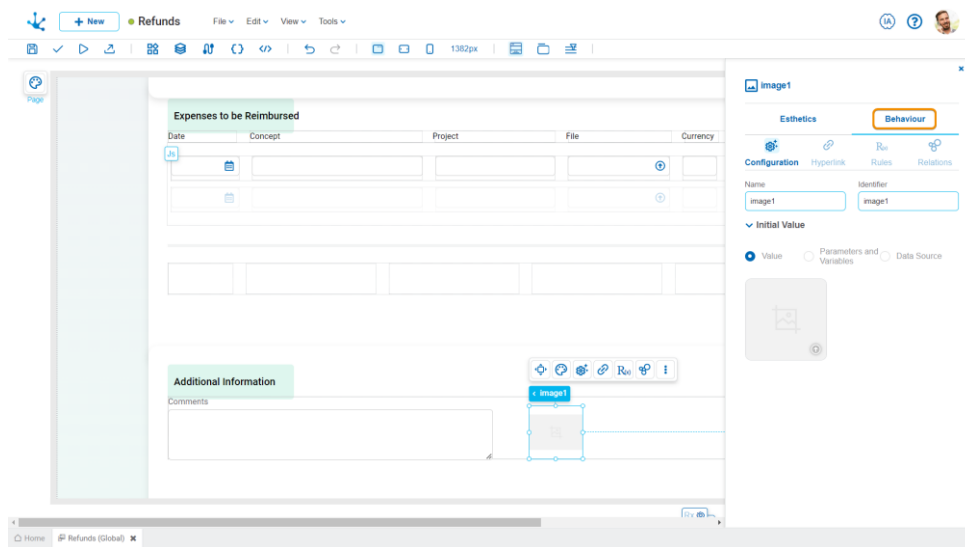 + New
Refunds
File
Edit
View
Tools
IA
?
1382px
Page
image1
Esthetics
Behaviour
Configuration
Hyperlink
Rules
Relations
Name
Identifier
image1
image1
Initial Value
Value
Parameters and
Variables
Data Source
Expenses to be Reimbursed
Date
Concept
Project
File
Currency
Js
Additional Information
Comments
R(x)
< image1
Home
Refunds (Global)